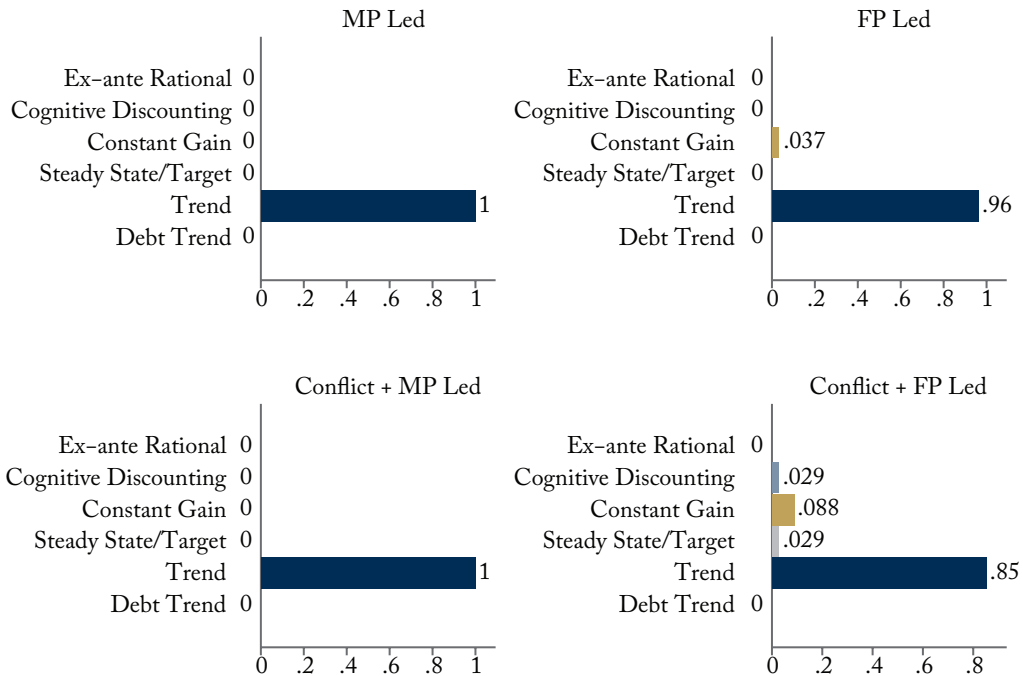 MP Led
Ex-ante Rational 0
Cognitive Discounting 0
Constant Gain 0
Steady State/Target 0
Trend 1
Debt Trend 0
0 .2 .4 .6 .8 1
FP Led
Ex-ante Rational 0
Cognitive Discounting 0
Constant Gain .037
Steady State/Target 0
Trend .96
Debt Trend 0
0 .2 .4 .6 .8 1
Conflict + MP Led
Ex-ante Rational 0
Cognitive Discounting 0
Constant Gain 0
Steady State/Target 0
Trend 1
Debt Trend 0
0 .2 .4 .6 .8 1
Conflict + FP Led
Ex-ante Rational 0
Cognitive Discounting .029
Constant Gain .088
Steady State/Target .029
Trend .85
Debt Trend 0
0 .2 .4 .6 .8